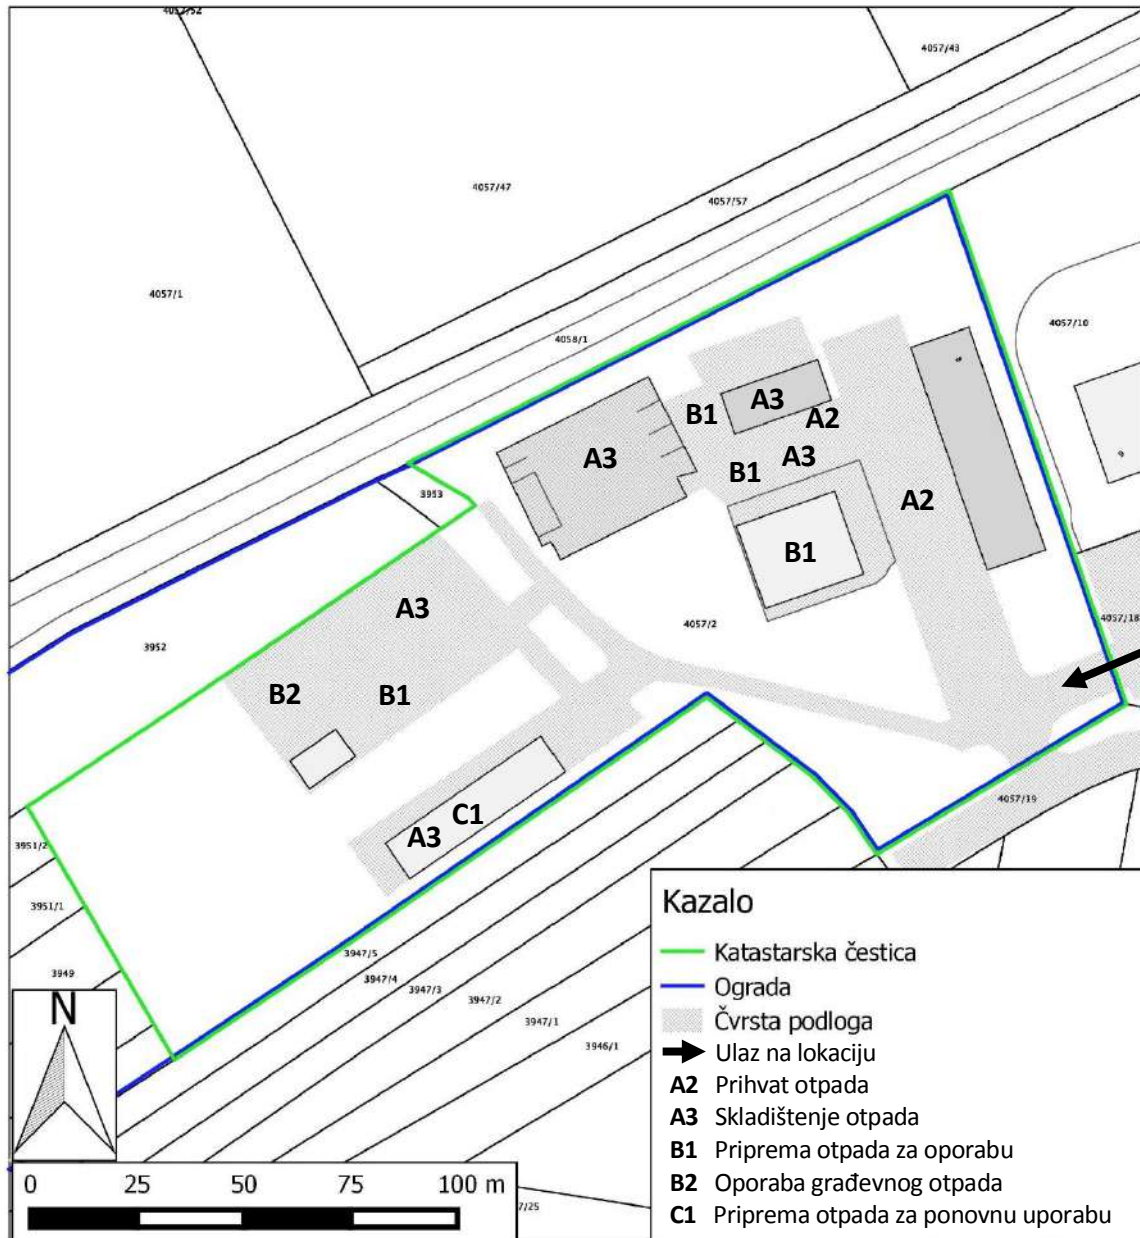 4057/52
4057/43
4057/47
4057/57
4057/1
4057/10
4058/1
A3
B1
A2
A3
B1
A3
3953
A2
B1
A3
4057/2
4057/18
3952
B2
B1
4057/19
C1
A3
3951/2
3951/1
3949
3947/5
3947/4
3947/3
3947/2
3947/1
3946/1
7/25
N
0 25 50 75 100 m
Kazalo
Katastarska čestica
Ograda
Čvrsta podloga
Ulaz na lokaciju
A2 Prihvat otpada
A3 Skladištenje otpada
B1 Priprema otpada za oporabu
B2 Oporaba građevnog otpada
C1 Priprema otpada za ponovnu uporabu